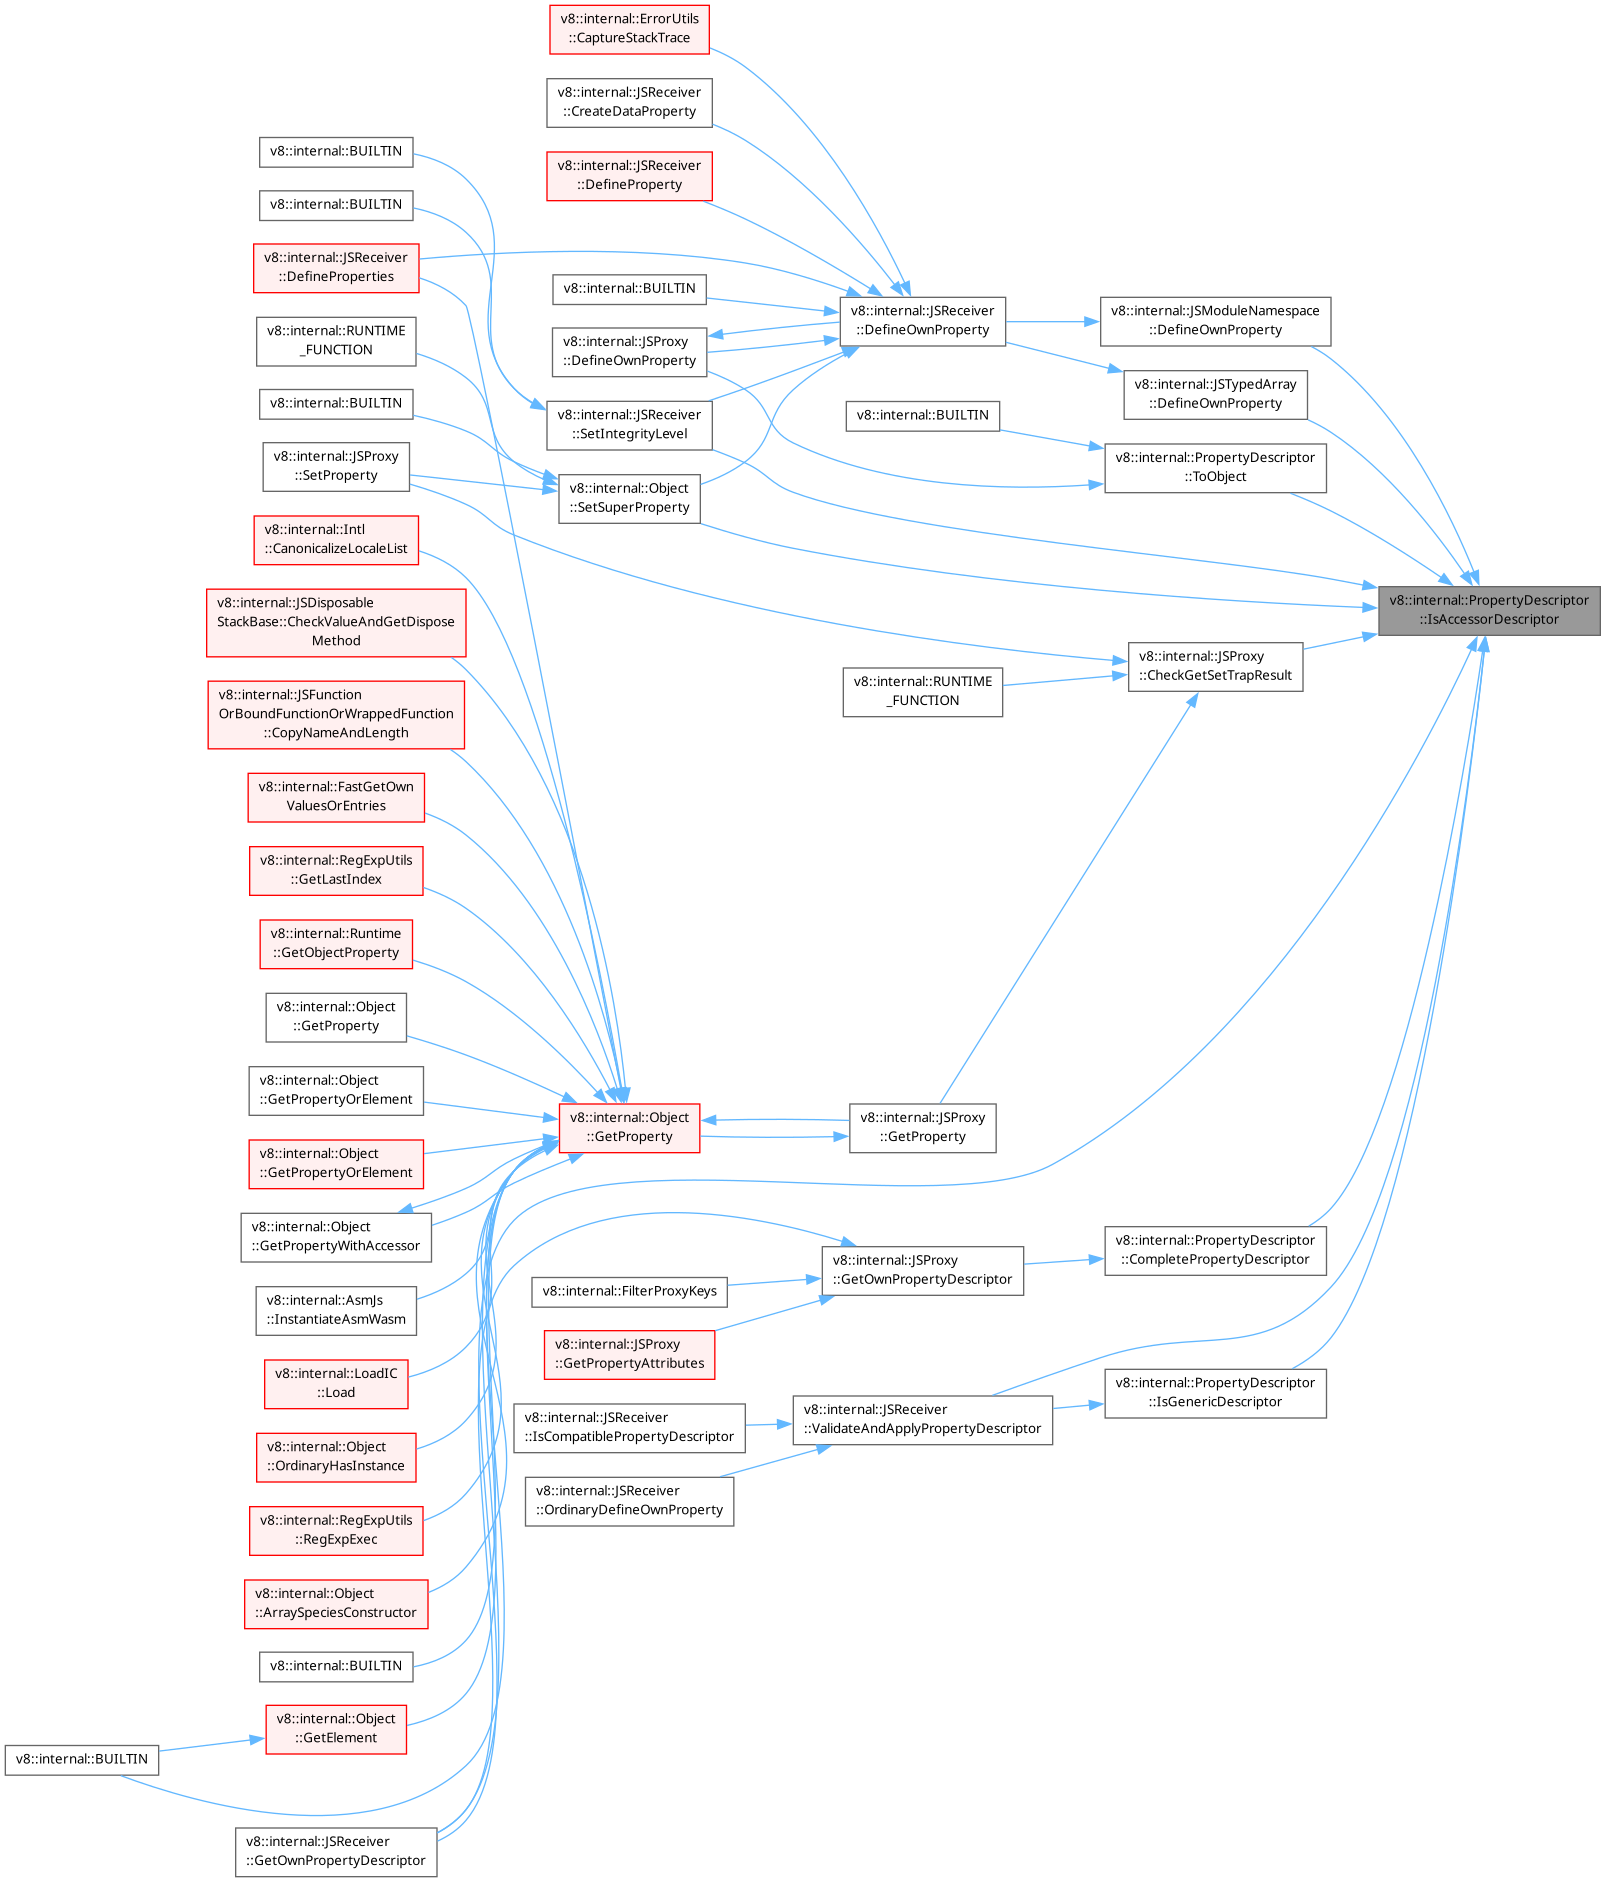 v8::internal::ErrorUtils
::CaptureStackTrace
v8::internal::JSReceiver
::CreateDataProperty
v8::internal::BUILTIN
v8::internal::JSReceiver
::DefineProperty
v8::internal::BUILTIN
v8::internal::JSReceiver
::DefineProperties
v8::internal::BUILTIN
v8::internal::JSReceiver
::DefineOwnProperty
v8::internal::JSModuleNamespace
::DefineOwnProperty
v8::internal::RUNTIME
_FUNCTION
v8::internal::JSProxy
::DefineOwnProperty
v8::internal::JSTypedArray
::DefineOwnProperty
v8::internal::BUILTIN
v8::internal::JSReceiver
::SetIntegrityLevel
v8::internal::BUILTIN
v8::internal::JSProxy
::SetProperty
v8::internal::PropertyDescriptor
::ToObject
v8::internal::Object
::SetSuperProperty
v8::internal::Intl
::CanonicalizeLocaleList
v8::internal::JSDisposable
StackBase::CheckValueAndGetDispose
Method
v8::internal::PropertyDescriptor
::IsAccessorDescriptor
v8::internal::JSProxy
::CheckGetSetTrapResult
v8::internal::RUNTIME
_FUNCTION
v8::internal::JSFunction
OrBoundFunctionOrWrappedFunction
::CopyNameAndLength
v8::internal::FastGetOwn
ValuesOrEntries
v8::internal::RegExpUtils
::GetLastIndex
v8::internal::Runtime
::GetObjectProperty
v8::internal::Object
::GetProperty
v8::internal::Object
::GetPropertyOrElement
v8::internal::Object
::GetProperty
v8::internal::JSProxy
::GetProperty
v8::internal::Object
::GetPropertyOrElement
v8::internal::Object
::GetPropertyWithAccessor
v8::internal::PropertyDescriptor
::CompletePropertyDescriptor
v8::internal::JSProxy
::GetOwnPropertyDescriptor
v8::internal::FilterProxyKeys
v8::internal::AsmJs
::InstantiateAsmWasm
v8::internal::JSProxy
::GetPropertyAttributes
v8::internal::LoadIC
::Load
v8::internal::PropertyDescriptor
::IsGenericDescriptor
v8::internal::JSReceiver
::ValidateAndApplyPropertyDescriptor
v8::internal::JSReceiver
::IsCompatiblePropertyDescriptor
v8::internal::Object
::OrdinaryHasInstance
v8::internal::JSReceiver
::OrdinaryDefineOwnProperty
v8::internal::RegExpUtils
::RegExpExec
v8::internal::Object
::ArraySpeciesConstructor
v8::internal::BUILTIN
v8::internal::Object
::GetElement
v8::internal::BUILTIN
v8::internal::JSReceiver
::GetOwnPropertyDescriptor